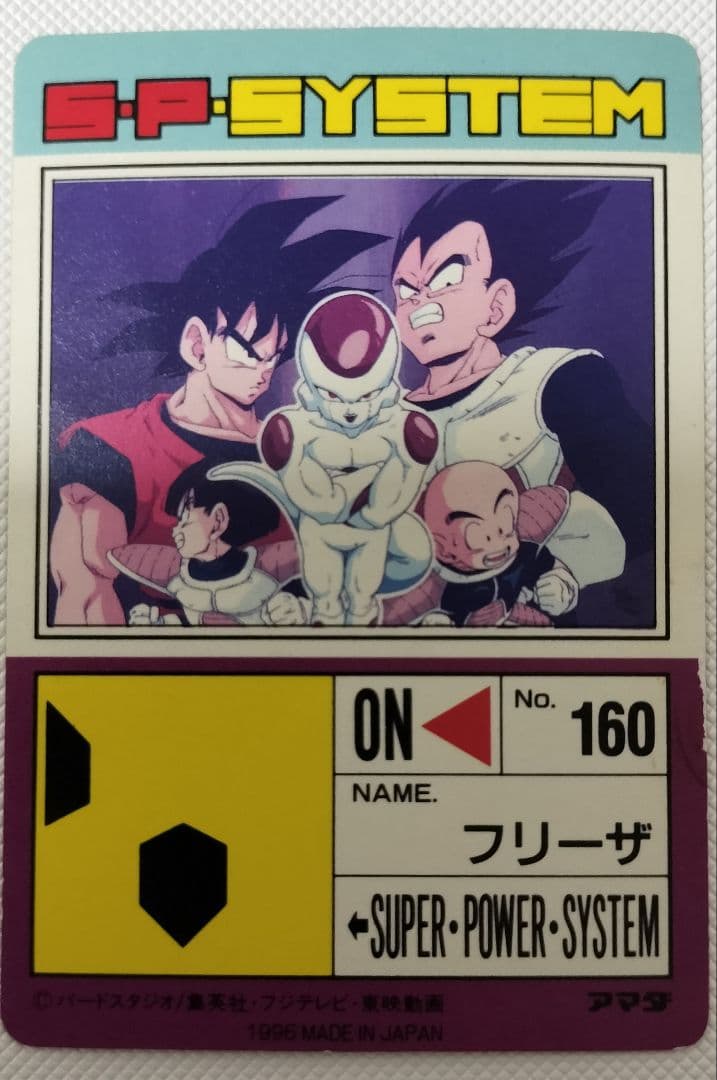 S・P・SYSTEM
ON
No. 160
NAME.
フリーザ
←SUPER・POWER・SYSTEM
©バードスタジオ/集英社・フジテレビ・東映動画
アマダ
1996 MADE IN JAPAN